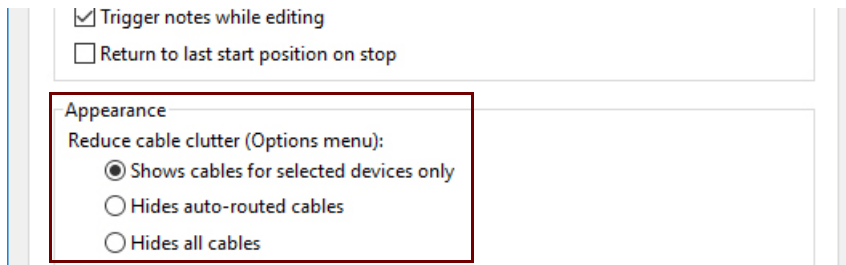 Trigger notes while editing
Return to last start position on stop
Appearance
Reduce cable clutter (Options menu):
Shows cables for selected devices only
Hides auto-routed cables
Hides all cables